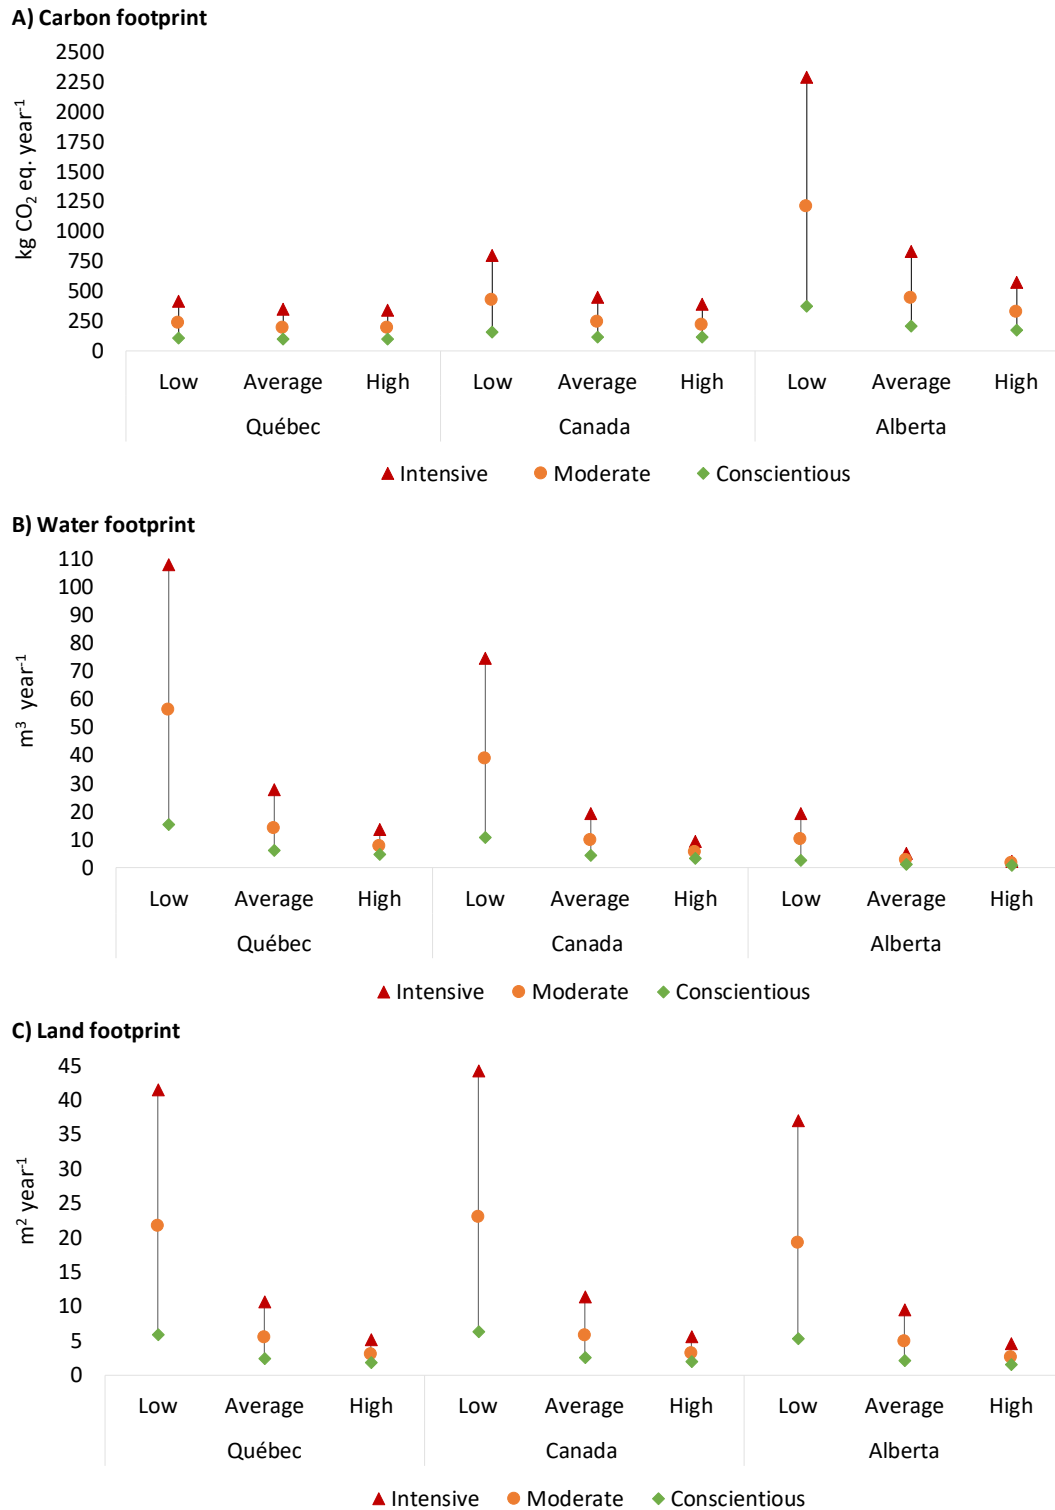 A) Carbon footprint
2500
2250
2000
1750
1500
1250
1000
750
500
250
0
kg CO₂ eq. year⁻¹
Low Average High Low Average High Low Average High
Québec Canada Alberta
Intensive Moderate Conscientious
B) Water footprint
110
100
90
80
70
60
50
40
30
20
10
0
m³ year⁻¹
Low Average High Low Average High Low Average High
Québec Canada Alberta
Intensive Moderate Conscientious
C) Land footprint
45
40
35
30
25
20
15
10
5
0
m² year⁻¹
Low Average High Low Average High Low Average High
Québec Canada Alberta
Intensive Moderate Conscientious